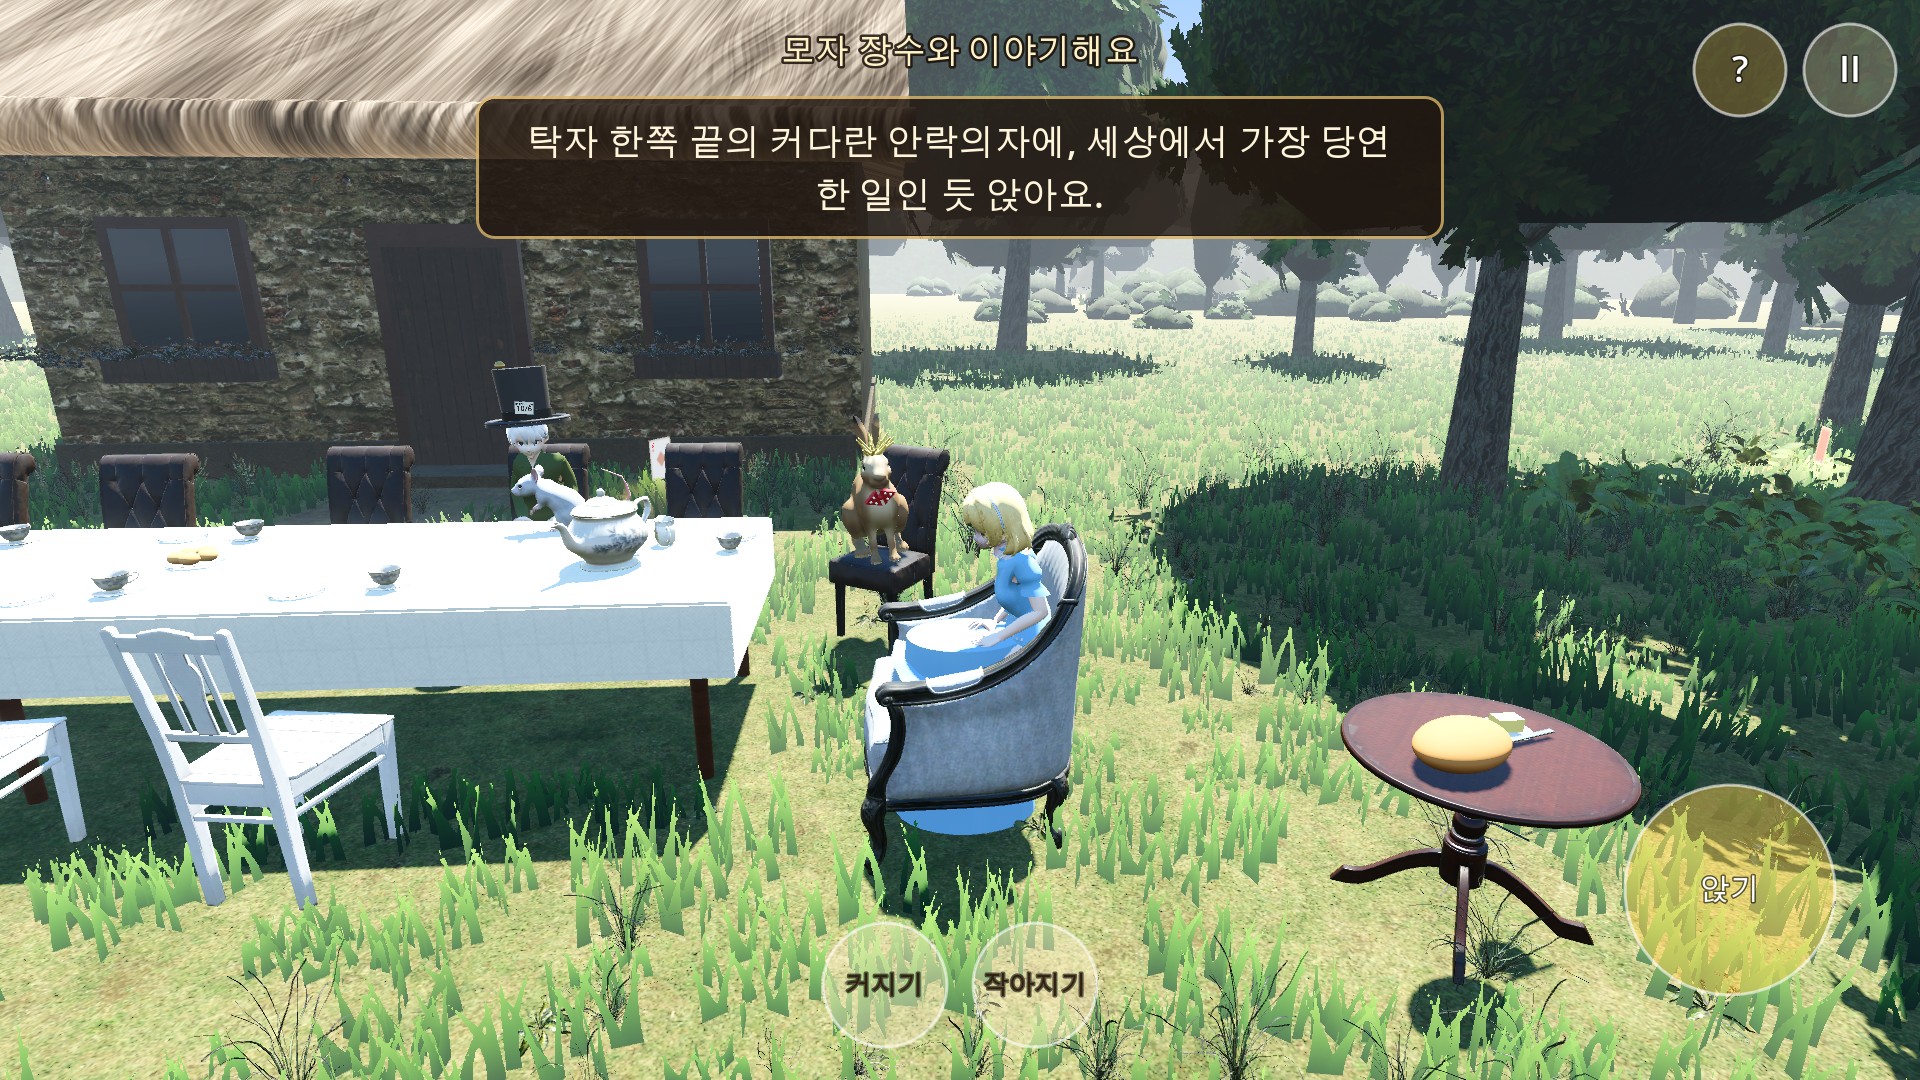 모자 장수와 이야기해요
?
탁자 한쪽 끝의 커다란 안락의자에, 세상에서 가장 당연
한 일인 듯 앉아요.
10/6
앉기
커지기
작아지기